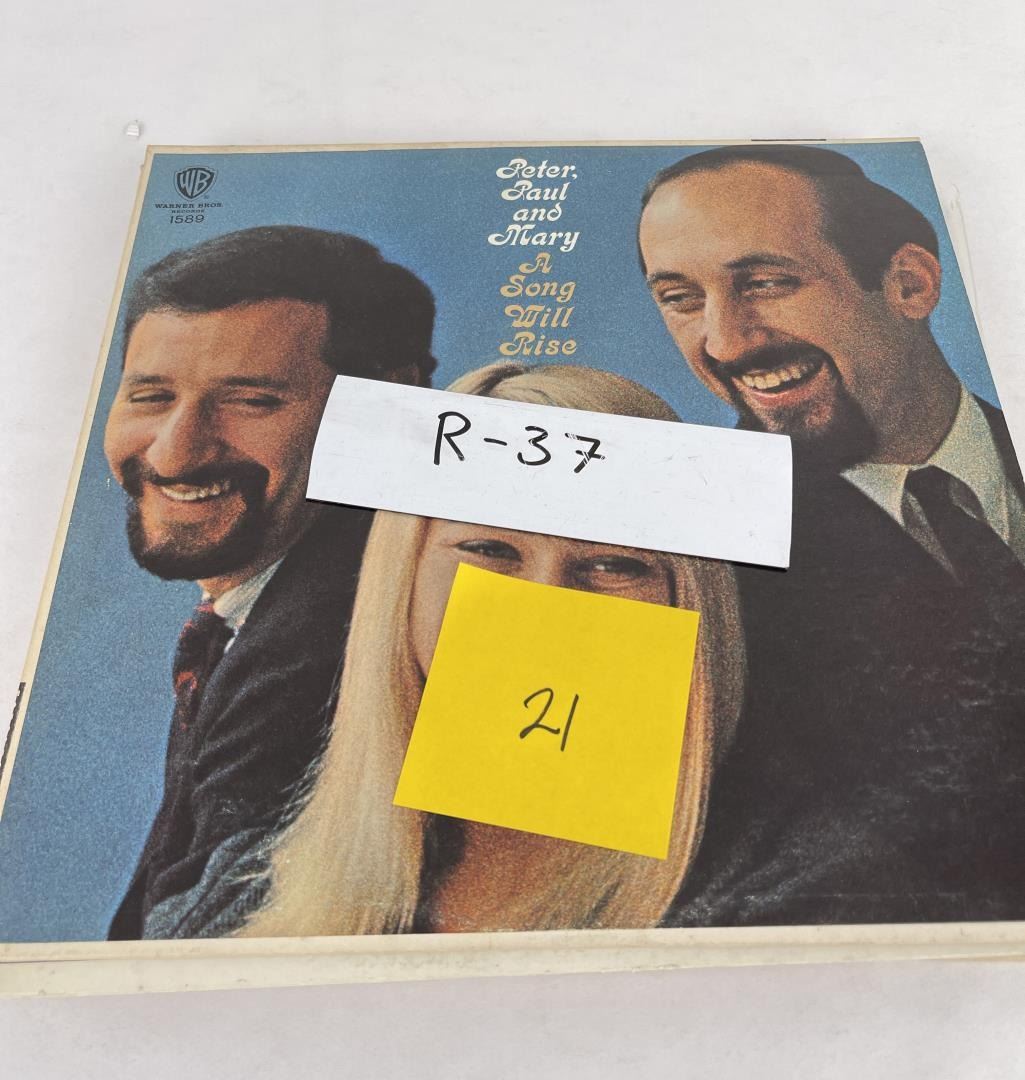 WB
WARNER BROS.
RECORDS
1589
Peter,
Paul
and
Mary
A
Song
Will
Rise
R-37
21